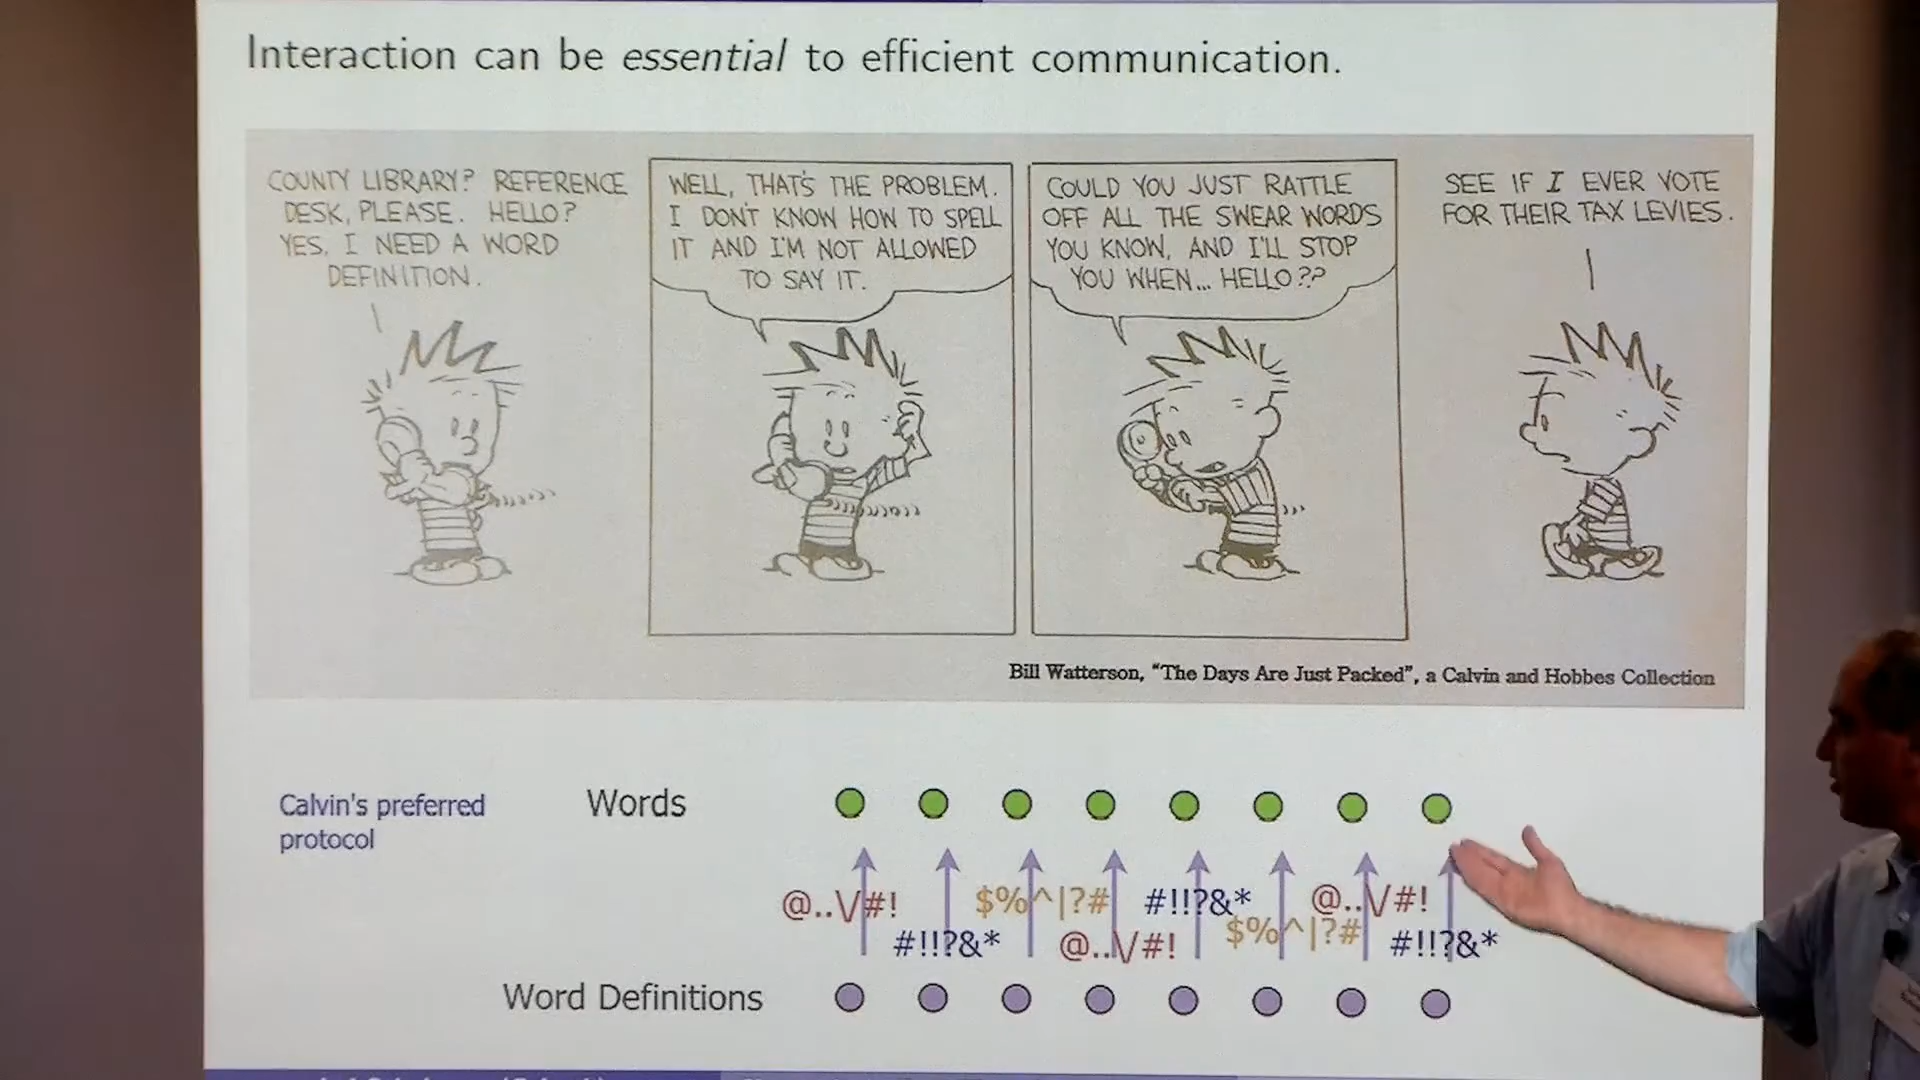 Interaction can be essential to efficient communication.
COUNTY LIBRARY? REFERENCE
DESK, PLEASE. HELLO?
YES, I NEED A WORD
DEFINITION.
WELL, THAT'S THE PROBLEM.
I DON'T KNOW HOW TO SPELL
IT AND I'M NOT ALLOWED
TO SAY IT.
COULD YOU JUST RATTLE
OFF ALL THE SWEAR WORDS
YOU KNOW, AND I'LL STOP
YOU WHEN... HELLO??
SEE IF I EVER VOTE
FOR THEIR TAX LEVIES.
Bill Watterson, “The Days Are Just Packed”, a Calvin and Hobbes Collection
Calvin's preferred
protocol
Words
@..\/#! $%^|?# #!!?&* @..\/#!
$%^|?#
#!!?&* @..\/#! #!!?&*
Word Definitions